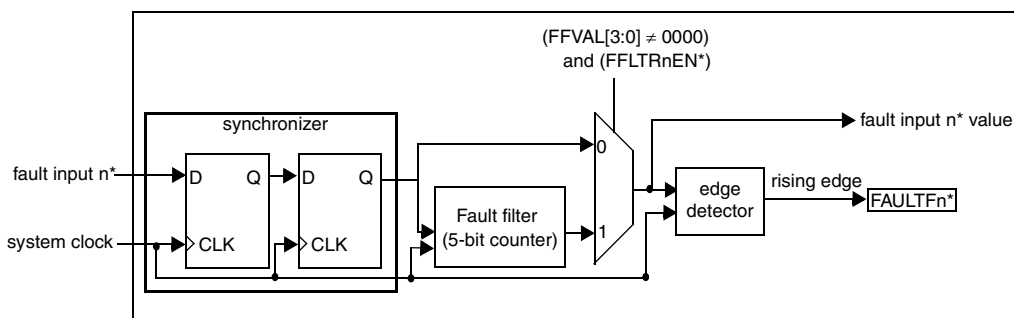 (FFVAL[3:0] ≠ 0000)
and (FFLTRnEN*)
synchronizer
fault input n* value
0
fault input n*
D Q
D Q
rising edge
edge
detector
FAULTFn*
Fault filter
(5-bit counter)
1
system clock
CLK
CLK